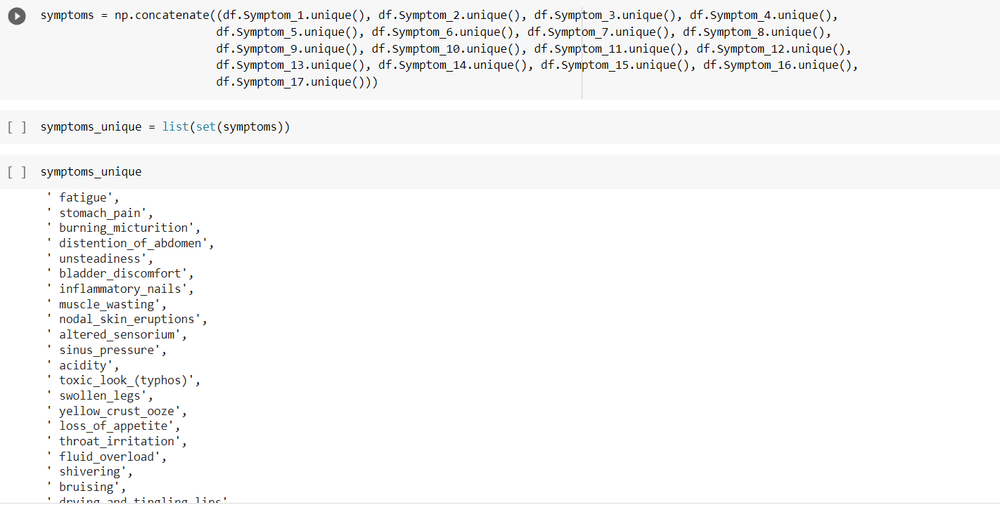 symptoms = np.concatenate((df.Symptom_1.unique(), df.Symptom_2.unique(), df.Symptom_3.unique(), df.Symptom_4.unique(),
df.Symptom_5.unique(), df.Symptom_6.unique(), df.Symptom_7.unique(), df.Symptom_8.unique(),
df.Symptom_9.unique(), df.Symptom_10.unique(), df.Symptom_11.unique(), df.Symptom_12.unique(),
df.Symptom_13.unique(), df.Symptom_14.unique(), df.Symptom_15.unique(), df.Symptom_16.unique(),
df.Symptom_17.unique()))
[ ] symptoms_unique = list(set(symptoms))
[ ] symptoms_unique
' fatigue',
' stomach_pain',
' burning_micturition',
' distention_of_abdomen',
' unsteadiness',
' bladder_discomfort',
' inflammatory_nails',
' muscle_wasting',
' nodal_skin_eruptions',
' altered_sensorium',
' sinus_pressure',
' acidity',
' toxic_look_(typhos)',
' swollen_legs',
' yellow_crust_ooze',
' loss_of_appetite',
' throat_irritation',
' fluid_overload',
' shivering',
' bruising',
' drying_and_tingling_lips'